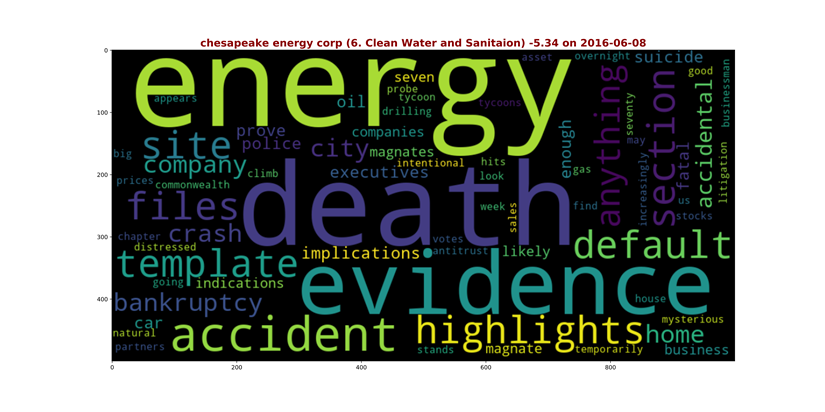 chesapeake energy corp (6. Clean Water and Sanitaion) -5.34 on 2016-06-08
0
100
200
300
400
0
200
400
600
800
energy
asset
overnight
suicide
good
seven
probe
tycoon
tycoons
appears
oil
drilling
businessman
anything
seventy
section
accidental
prove
companies
site
police
city
magnates
enough
may
big
company
intentional
hits
fatal
litigation
climb
executives
look
gas
increasingly
us
prices
commonwealth
death
files
week
sales
find
stocks
crash
chapter
votes
distressed
implications
antitrust
likely
default
template
going
indications
evidence
bankruptcy
house
car
natural
accident
highlights
mysterious
home
partners
stands
magnate
temporarily
business